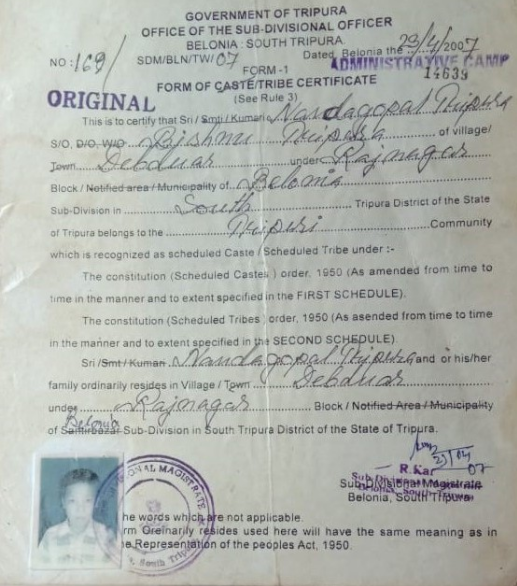 GOVERNMENT OF TRIPURA
OFFICE OF THE SUB-DIVISIONAL OFFICER
BELONIA : SOUTH TRIPURA.
NO : 169/ SDM/BLN/TW/07 Dated, Belonia the 23/4/2007
ADMINISTRATIVE CAMP
FORM -1 14639
ORIGINAL FORM OF CASTE/TRIBE CERTIFICATE
(See Rule 3)
This is to certify that Sri / Smti / Kumari Nandagopal Tripura
S/O, D/O, W/O Rajshmi Tripura of village/
Town Debduar under Rajnagar
Block / Notified area / Municipality of Belonia
Sub-Division in South Tripura District of the State
of Tripura belongs to the Tripuri Community
which is recognized as scheduled Caste / Scheduled Tribe under :-
The constitution (Scheduled Castes ) order, 1950 (As amended from time to
time in the manner and to extent specified in the FIRST SCHEDULE).
The constitution (Scheduled Tribes ) order, 1950 (As asended from time to time
in the manner and to extent specified in the SECOND SCHEDULE)
Sri /Smt / Kumari Nandagopal Tripura and or his/her
family ordinarily resides in Village / Town Debduar
under Rajnagar Block / Notified Area / Municipality
Belonia
of Santirbazar Sub-Division in South Tripura District of the State of Tripura.
23/04
07
R.Kar
Sub-Divisional Magistrate
Belonia, South Tripura
ONAL MAGISTRATE
South Trip
he words which are not applicable.
rm Oreinarily resides used here will have the same meaning as in
e Representation of the peoples Act, 1950.